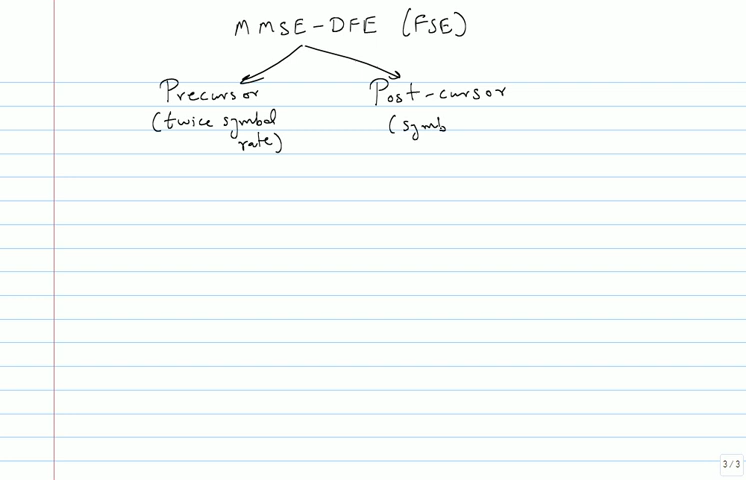 MMSE-DFE (FSE)
Precursor Post-cursor
(twice symbol (symb
rate)
3/3